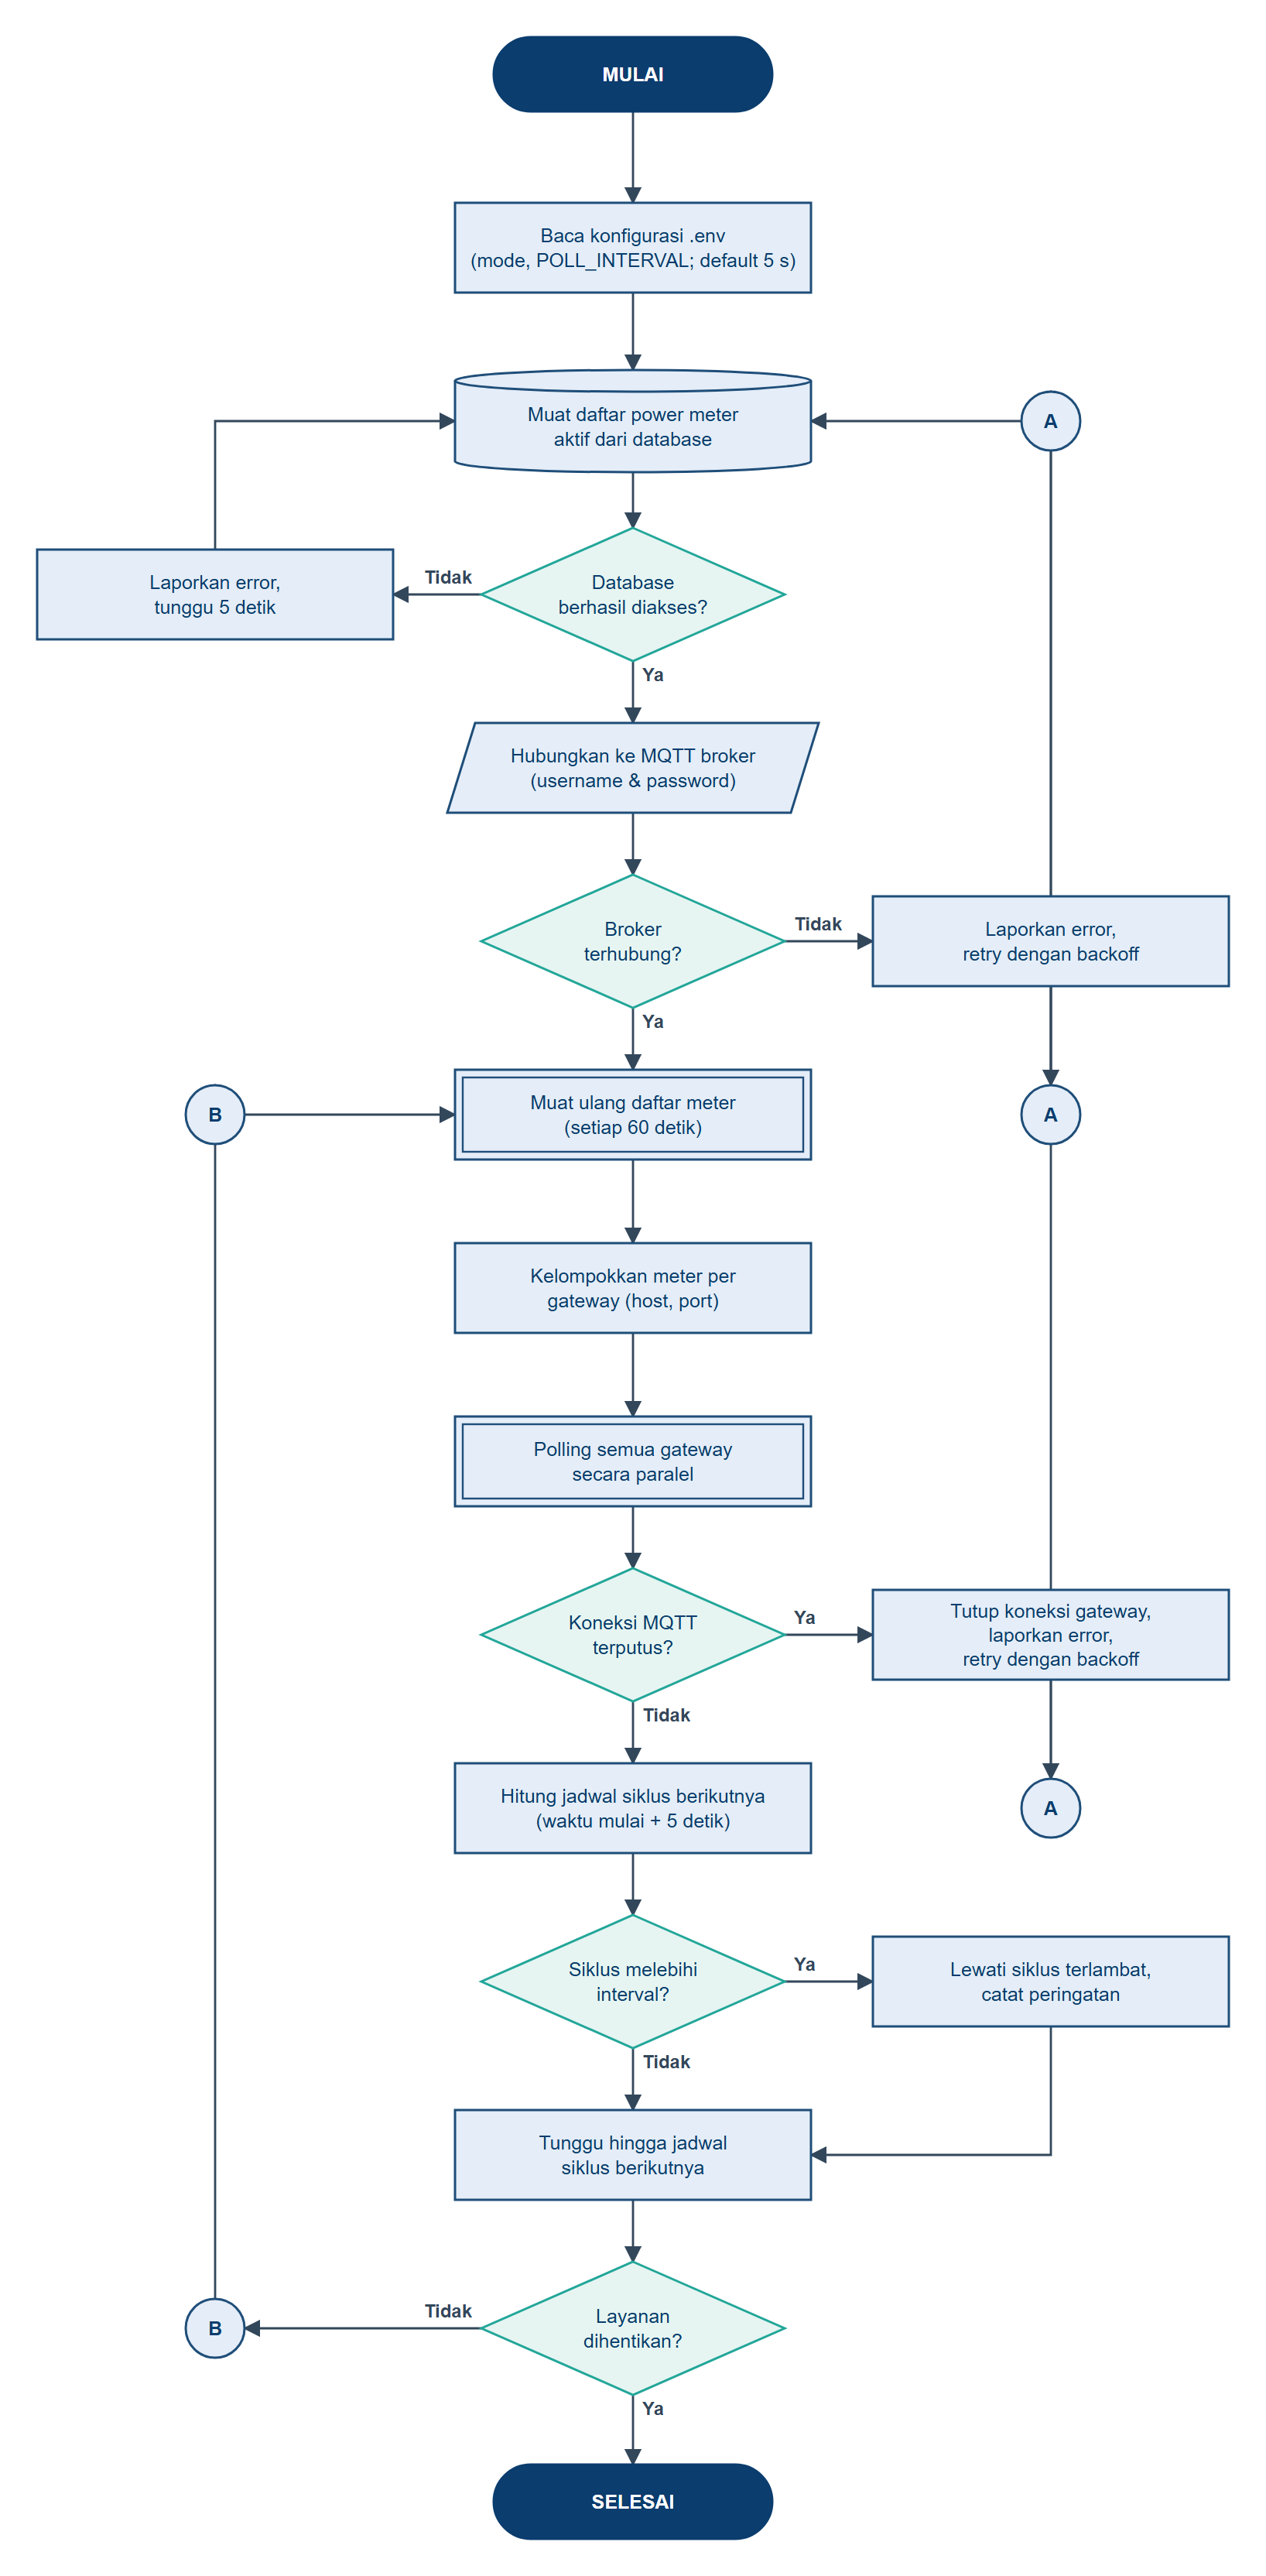 MULAI
Baca konfigurasi .env
(mode, POLL_INTERVAL; default 5 s)
Muat daftar power meter
aktif dari database
A
Laporkan error,
tunggu 5 detik
Tidak
Database
berhasil diakses?
Ya
Hubungkan ke MQTT broker
(username & password)
Broker
terhubung?
Tidak
Laporkan error,
retry dengan backoff
Ya
B
Muat ulang daftar meter
(setiap 60 detik)
A
Kelompokkan meter per
gateway (host, port)
Polling semua gateway
secara paralel
Koneksi MQTT
terputus?
Ya
Tutup koneksi gateway,
laporkan error,
retry dengan backoff
Tidak
Hitung jadwal siklus berikutnya
(waktu mulai + 5 detik)
A
Siklus melebihi
interval?
Ya
Lewati siklus terlambat,
catat peringatan
Tidak
Tunggu hingga jadwal
siklus berikutnya
B
Tidak
Layanan
dihentikan?
Ya
SELESAI